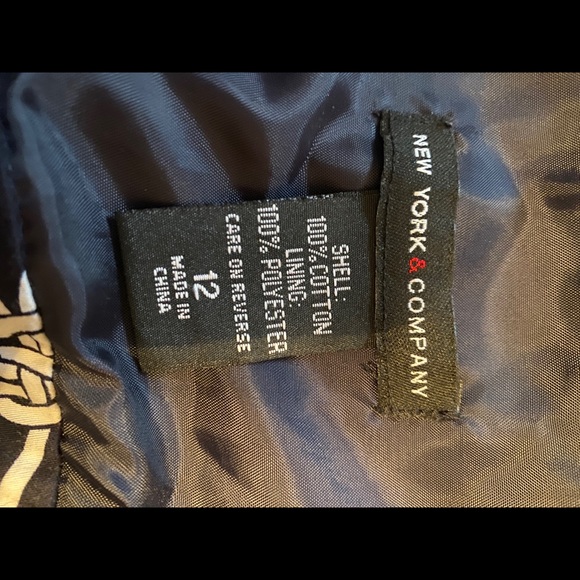 NEW YORK & COMPANY
SHELL:
100% COTTON
LINING:
100% POLYESTER
CARE ON REVERSE
12
MADE IN
CHINA